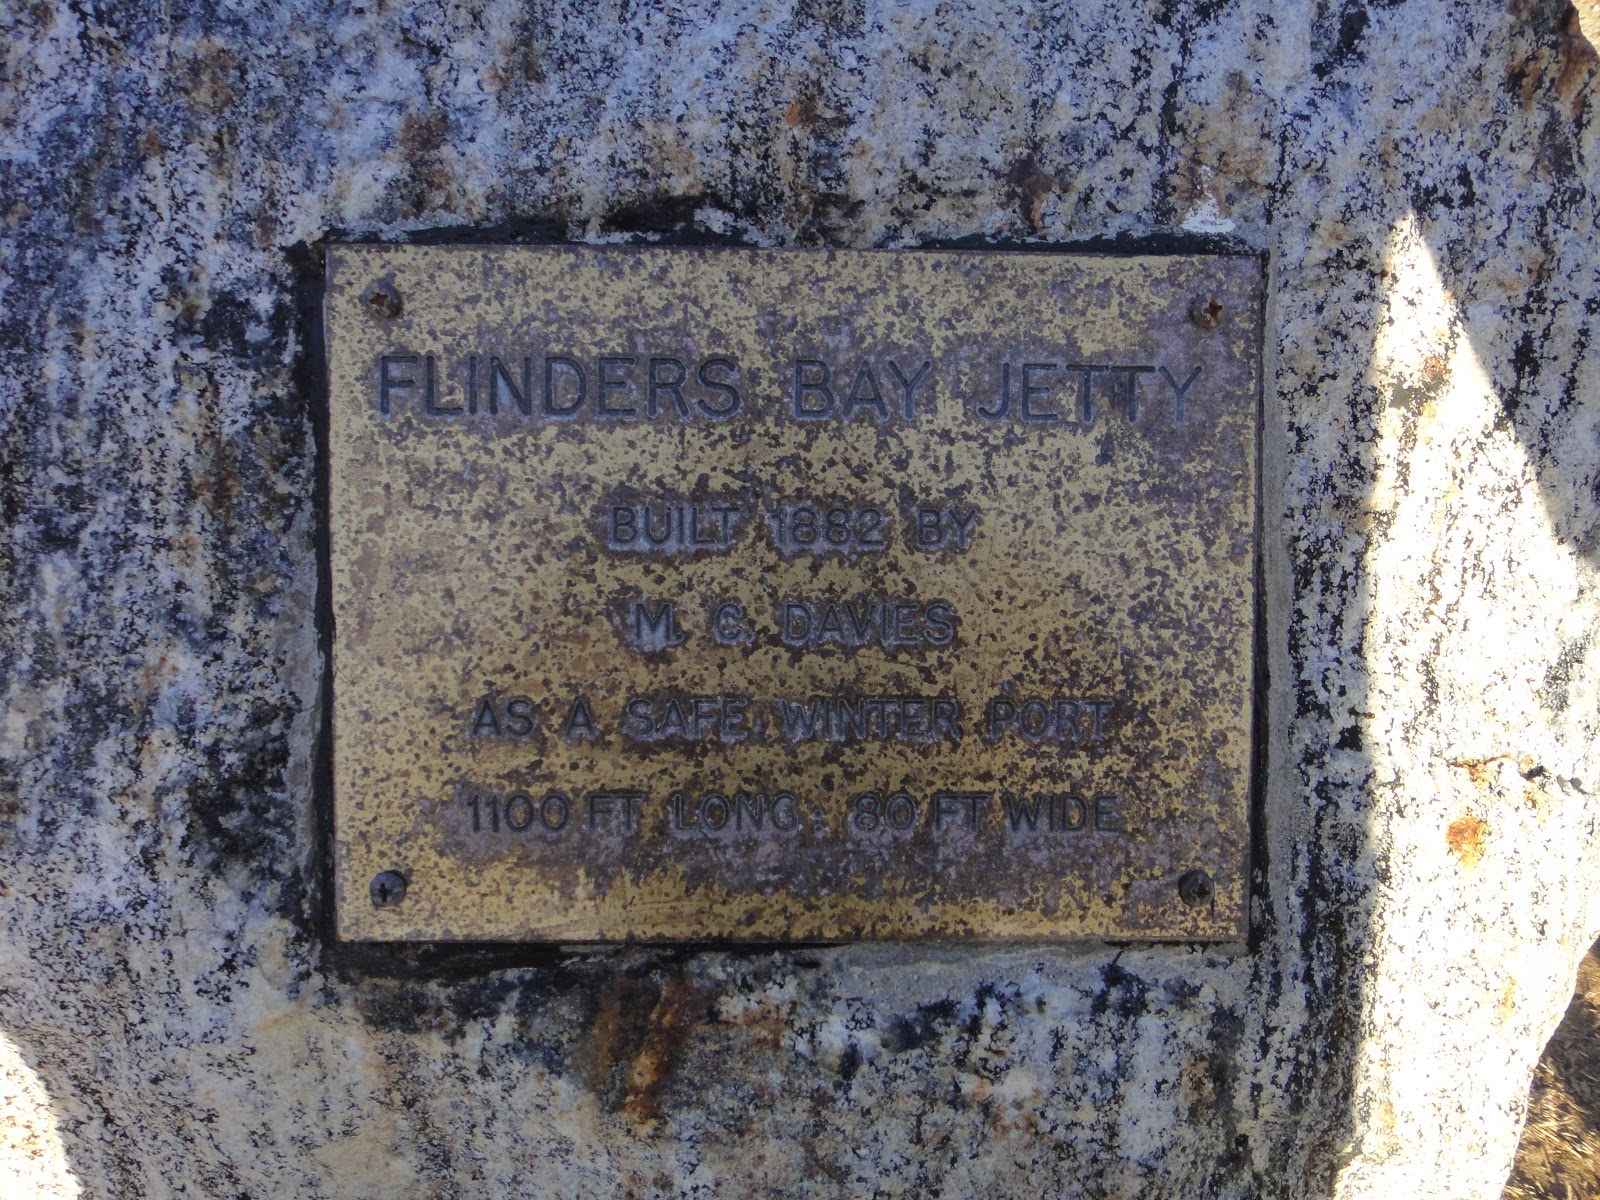 FLINDERS BAY JETTY
BUILT 1882 BY
M. C. DAVIES
AS A SAFE WINTER PORT
1100 FT LONG : 80 FT WIDE